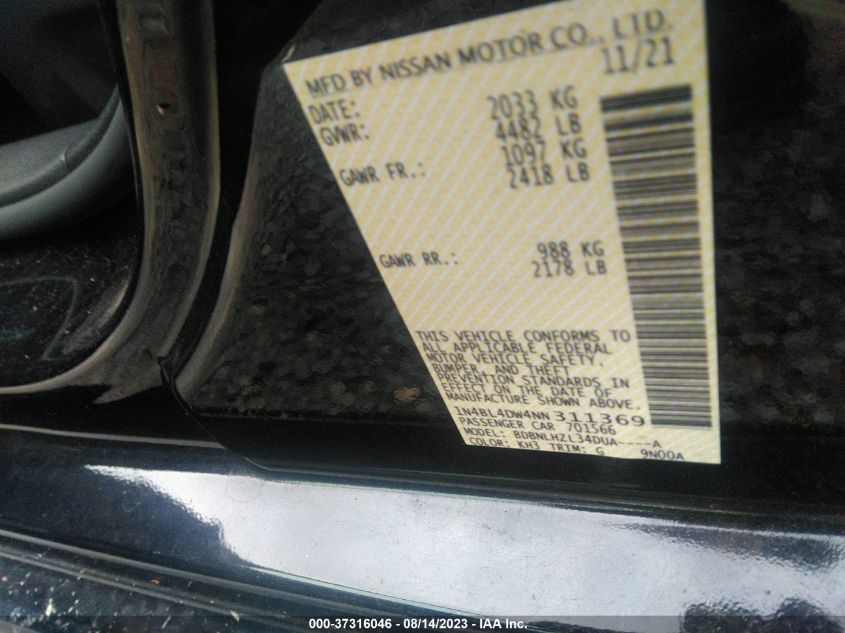 MFD BY NISSAN MOTOR CO., LTD.
DATE: 11/21
GVWR: 2033 KG
4482 LB
GAWR FR.: 1097 KG
2418 LB
GAWR RR.: 988 KG
2178 LB
THIS VEHICLE CONFORMS TO
ALL APPLICABLE FEDERAL
MOTOR VEHICLE SAFETY,
BUMPER, AND THEFT
PREVENTION STANDARDS IN
EFFECT ON THE DATE OF
MANUFACTURE SHOWN ABOVE.
1N4BL4DW4NN311369
PASSENGER CAR 701566
MODEL: BDBNLHZL34DUA-----A
COLOR: KH3 TRIM: G 9N00A
000-37316046 - 08/14/2023 - IAA Inc.